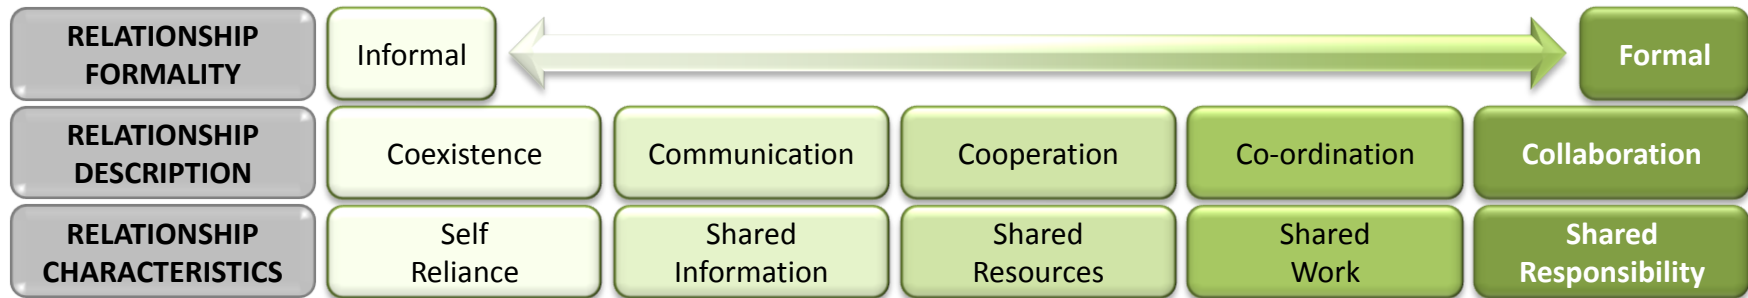 RELATIONSHIP
FORMALITY
Informal
Formal
RELATIONSHIP
DESCRIPTION
Coexistence
Communication
Cooperation
Co-ordination
Collaboration
RELATIONSHIP
CHARACTERISTICS
Self
Reliance
Shared
Information
Shared
Resources
Shared
Work
Shared
Responsibility